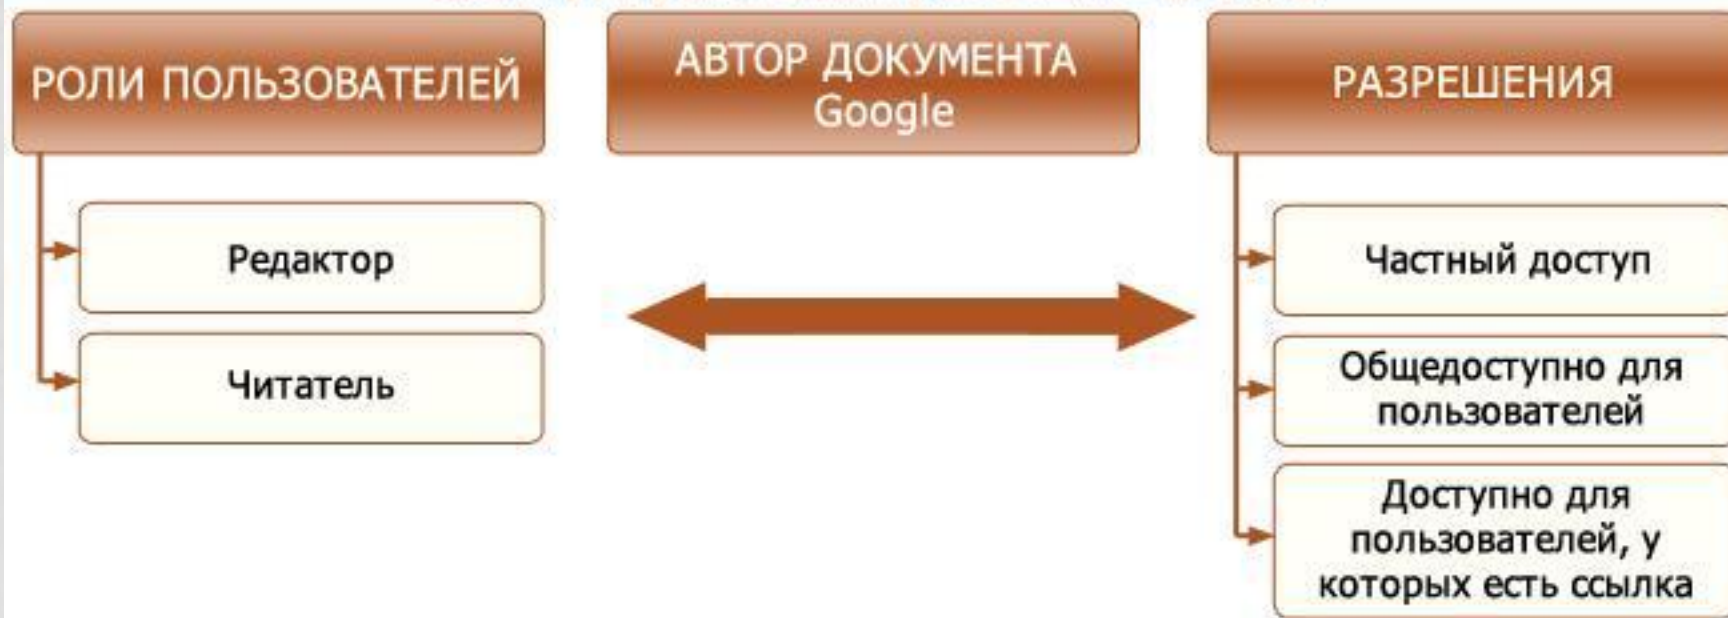 РОЛИ ПОЛЬЗОВАТЕЛЕЙ
Редактор
Читатель
АВТОР ДОКУМЕНТА
Google
РАЗРЕШЕНИЯ
Частный доступ
Общедоступно для
пользователей
Доступно для
пользователей, у
которых есть ссылка